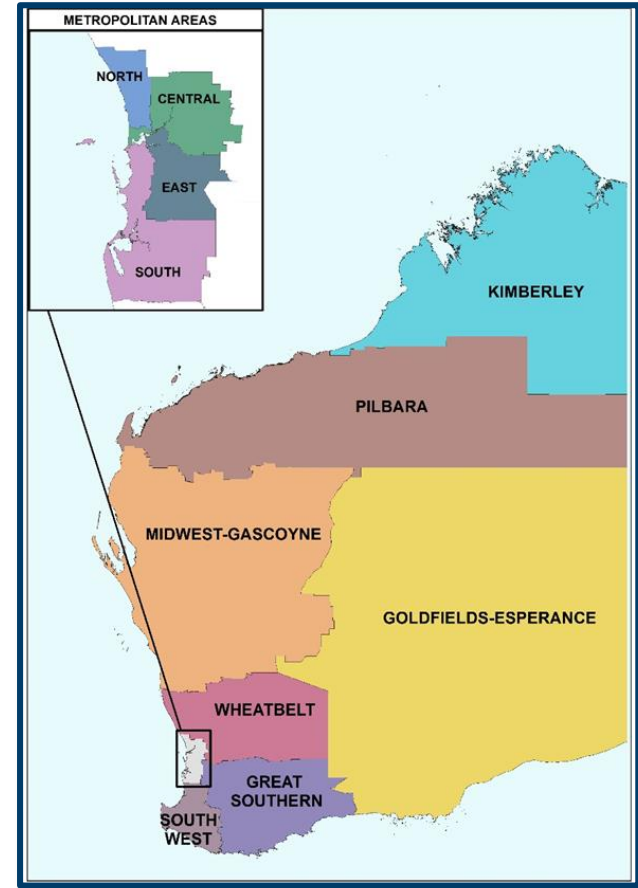 METROPOLITAN AREAS
NORTH
CENTRAL
EAST
SOUTH
KIMBERLEY
PILBARA
MIDWEST-GASCOYNE
GOLDFIELDS-ESPERANCE
WHEATBELT
GREAT
SOUTHERN
SOUTH
WEST